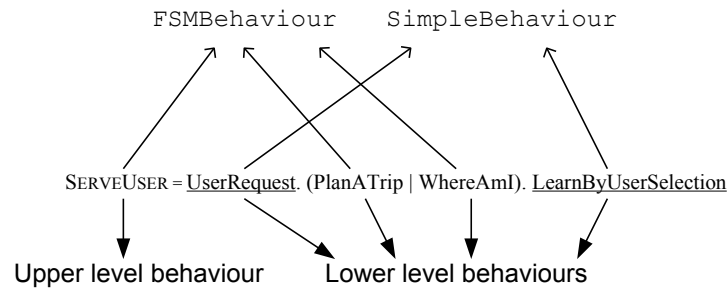 FSMBehaviour SimpleBehaviour
SERVEUSER = UserRequest. (PlanATrip | WhereAmI). LearnByUserSelection
Upper level behaviour Lower level behaviours